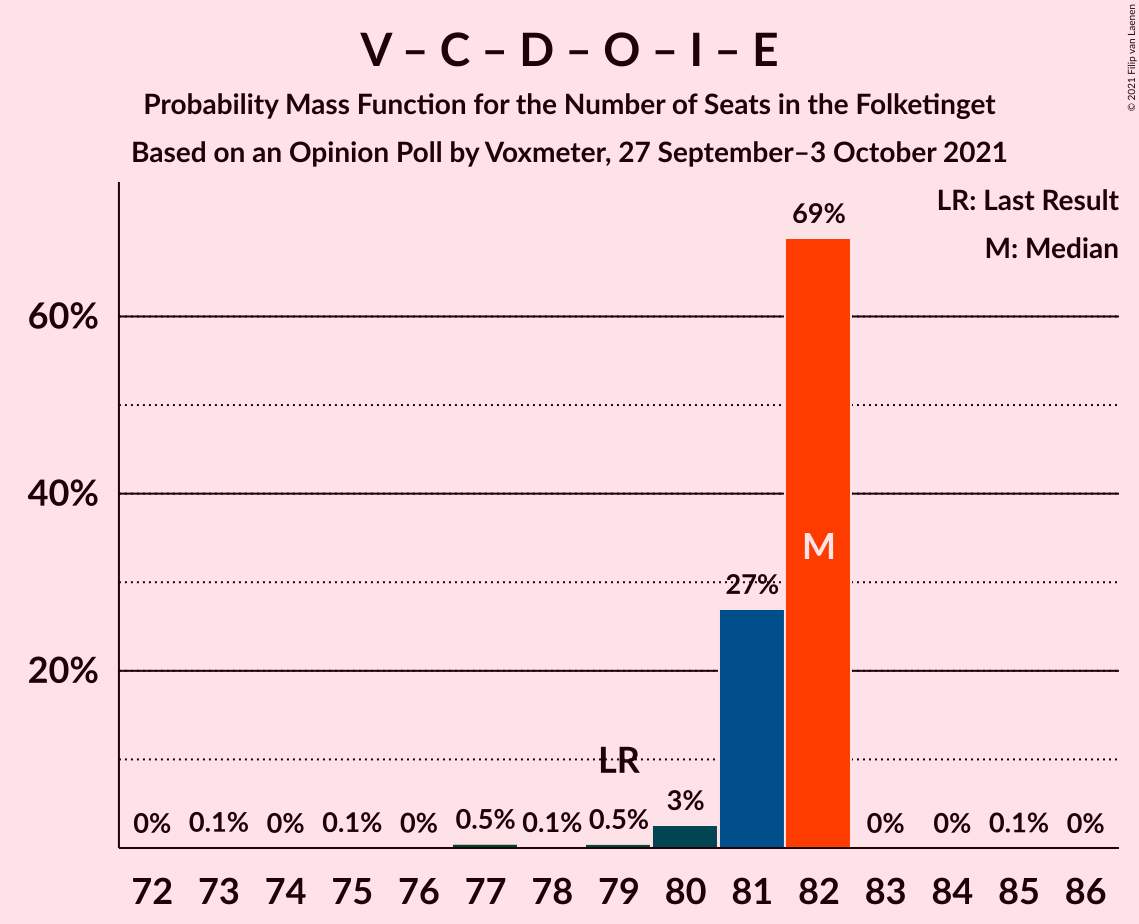 V – C – D – O – I – E
Probability Mass Function for the Number of Seats in the Folketinget
Based on an Opinion Poll by Voxmeter, 27 September–3 October 2021
© 2021 Filip van Laenen
LR: Last Result
M: Median
60%
40%
20%
69%
M
27%
LR
0% 0.1% 0% 0.1% 0% 0.5% 0.1% 0.5% 3% 0% 0% 0.1% 0%
72 73 74 75 76 77 78 79 80 81 82 83 84 85 86